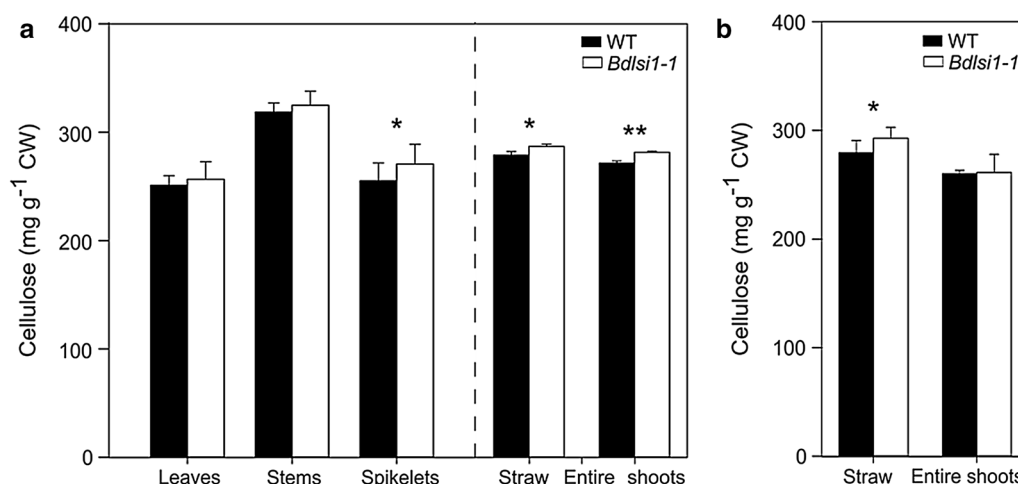 a
400
300
200
100
0
Cellulose (mg g⁻¹ CW)
WT
Bdlsi1-1
*
*
**
Leaves Stems Spikelets Straw Entire shoots
b
400
300
200
100
0
Cellulose (mg g⁻¹ CW)
WT
Bdlsi1-1
*
Straw Entire shoots